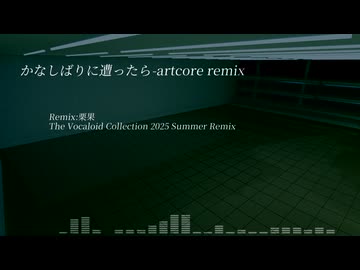 かなしばりに遭ったら-artcore remix
Remix:栗果
The Vocaloid Collection 2025 Summer Remix